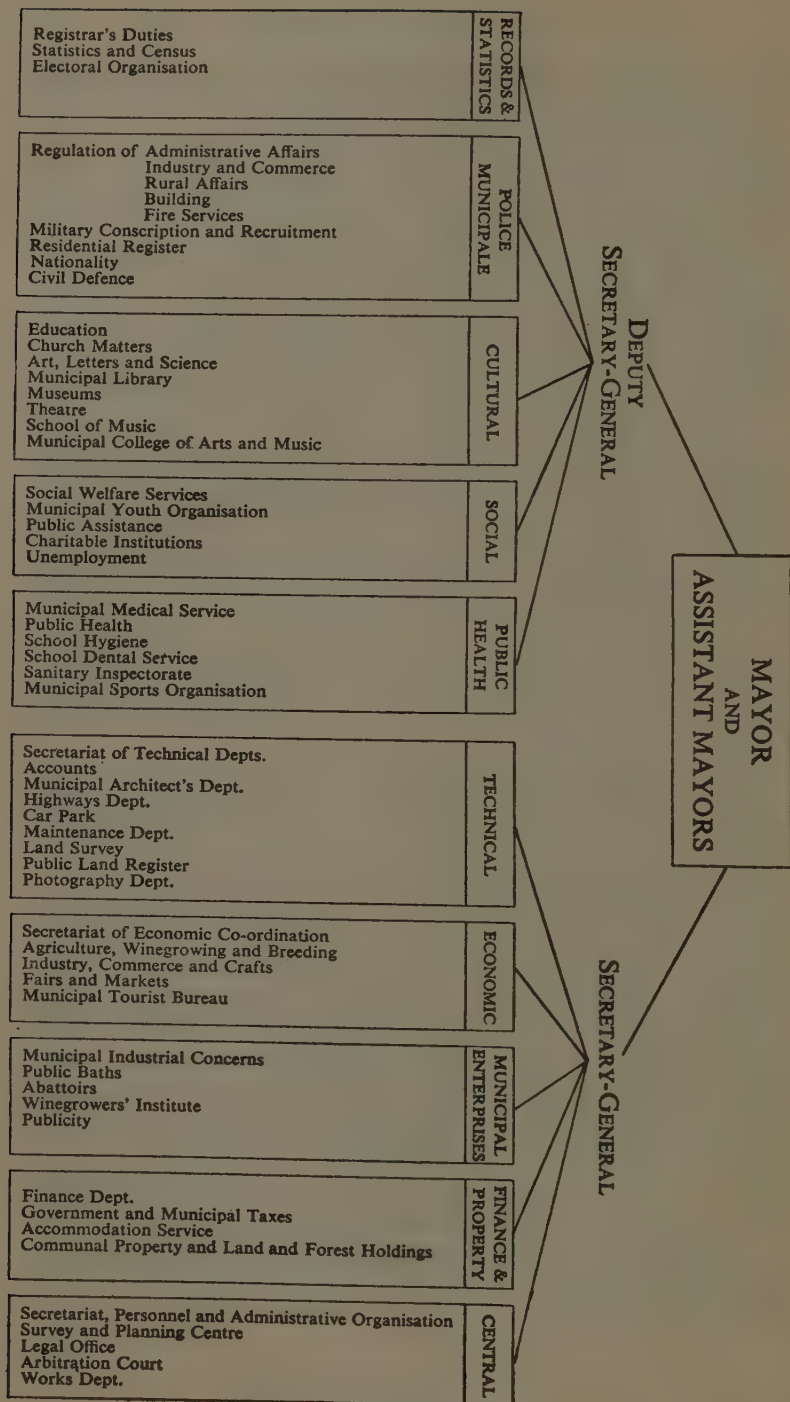 MAYOR
AND
ASSISTANT MAYORS
DEPUTY
SECRETARY-GENERAL
SECRETARY-GENERAL
RECORDS &
STATISTICS
Registrar's Duties
Statistics and Census
Electoral Organisation
POLICE
MUNICIPALE
Regulation of Administrative Affairs
Industry and Commerce
Rural Affairs
Building
Fire Services
Military Conscription and Recruitment
Residential Register
Nationality
Civil Defence
CULTURAL
Education
Church Matters
Art, Letters and Science
Municipal Library
Museums
Theatre
School of Music
Municipal College of Arts and Music
SOCIAL
Social Welfare Services
Municipal Youth Organisation
Public Assistance
Charitable Institutions
Unemployment
PUBLIC
HEALTH
Municipal Medical Service
Public Health
School Hygiene
School Dental Service
Sanitary Inspectorate
Municipal Sports Organisation
TECHNICAL
Secretariat of Technical Depts.
Accounts
Municipal Architect's Dept.
Highways Dept.
Car Park
Maintenance Dept.
Land Survey
Public Land Register
Photography Dept.
ECONOMIC
Secretariat of Economic Co-ordination
Agriculture, Winegrowing and Breeding
Industry, Commerce and Crafts
Fairs and Markets
Municipal Tourist Bureau
MUNICIPAL
ENTERPRISES
Municipal Industrial Concerns
Public Baths
Abattoirs
Winegrowers' Institute
Publicity
FINANCE &
PROPERTY
Finance Dept.
Government and Municipal Taxes
Accommodation Service
Communal Property and Land and Forest Holdings
CENTRAL
Secretariat, Personnel and Administrative Organisation
Survey and Planning Centre
Legal Office
Arbitration Court
Works Dept.